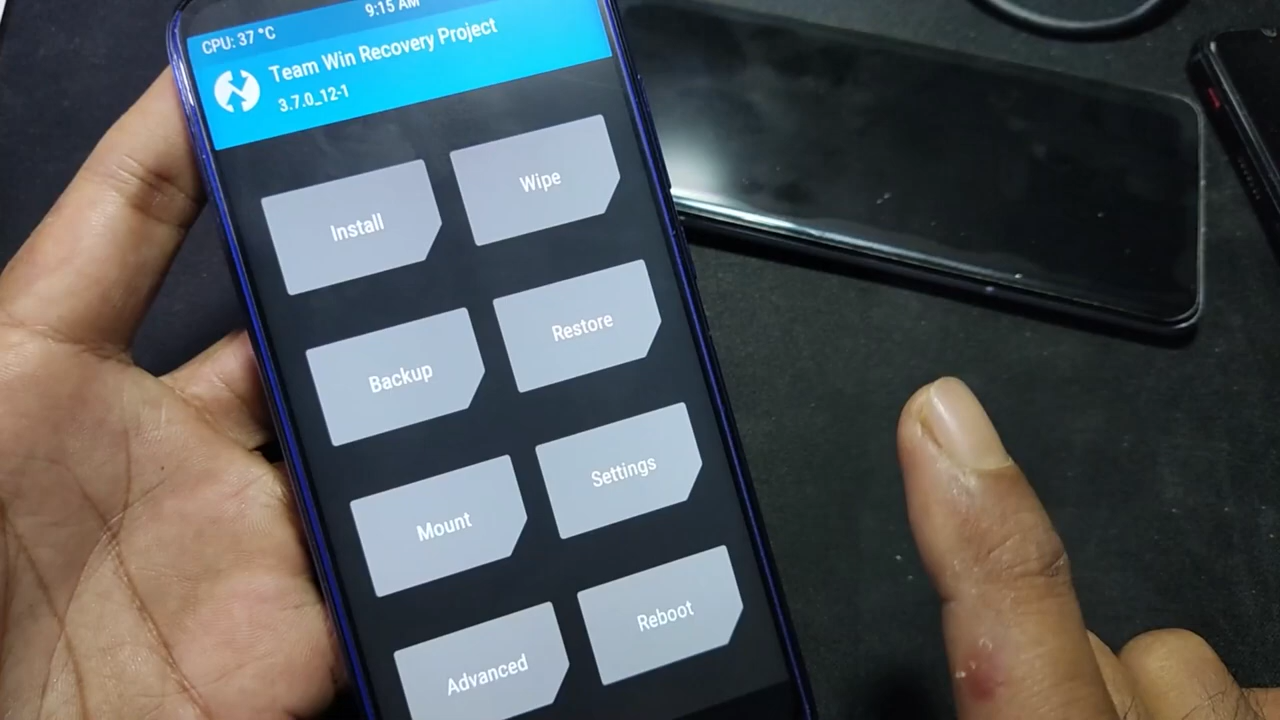 9:15 AM
CPU: 37 °C
Team Win Recovery Project
3.7.0_12-1
Install
Wipe
Backup
Restore
Mount
Settings
Advanced
Reboot